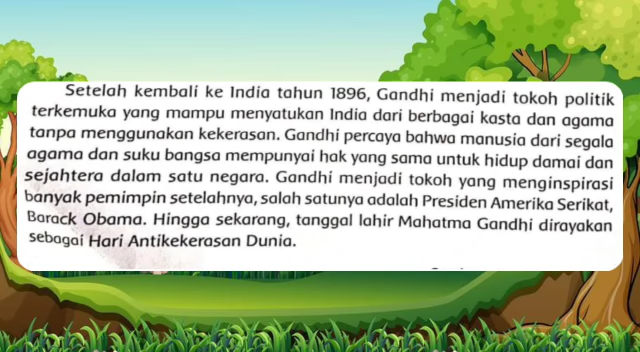 Setelah kembali ke India tahun 1896, Gandhi menjadi tokoh politik
terkemuka yang mampu menyatukan India dari berbagai kasta dan agama
tanpa menggunakan kekerasan. Gandhi percaya bahwa manusia dari segala
agama dan suku bangsa mempunyai hak yang sama untuk hidup damai dan
sejahtera dalam satu negara. Gandhi menjadi tokoh yang menginspirasi
banyak pemimpin setelahnya, salah satunya adalah Presiden Amerika Serikat,
Barack Obama. Hingga sekarang, tanggal lahir Mahatma Gandhi dirayakan
sebagai Hari Antikekerasan Dunia.